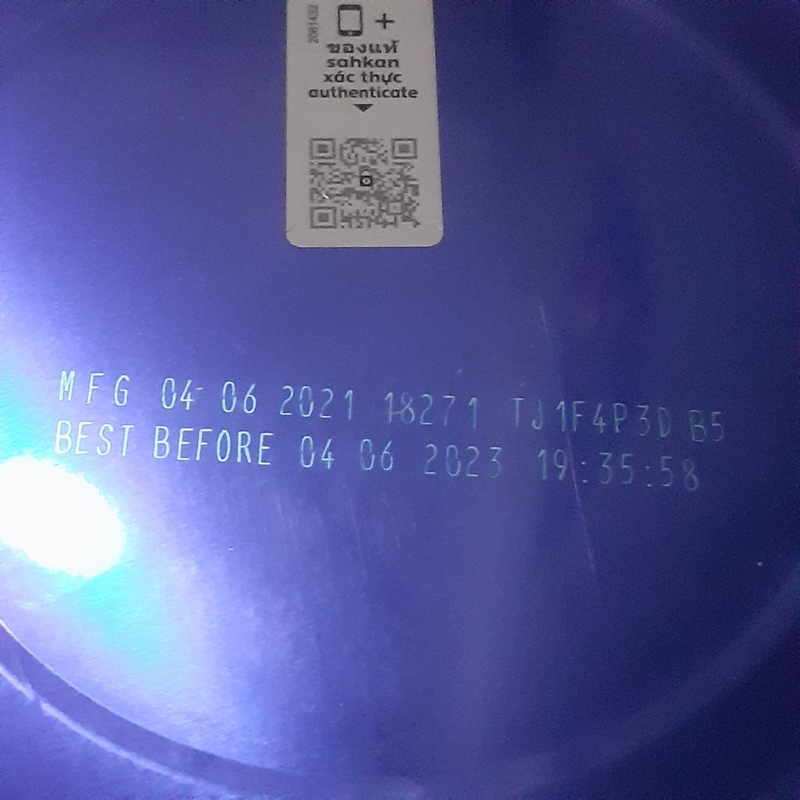 2061432
+
ของแท้
sahkan
xác thực
authenticate
MFG 04 06 2021 18271 TJ1F4P3D B5
BEST BEFORE 04 06 2023 19:35:58